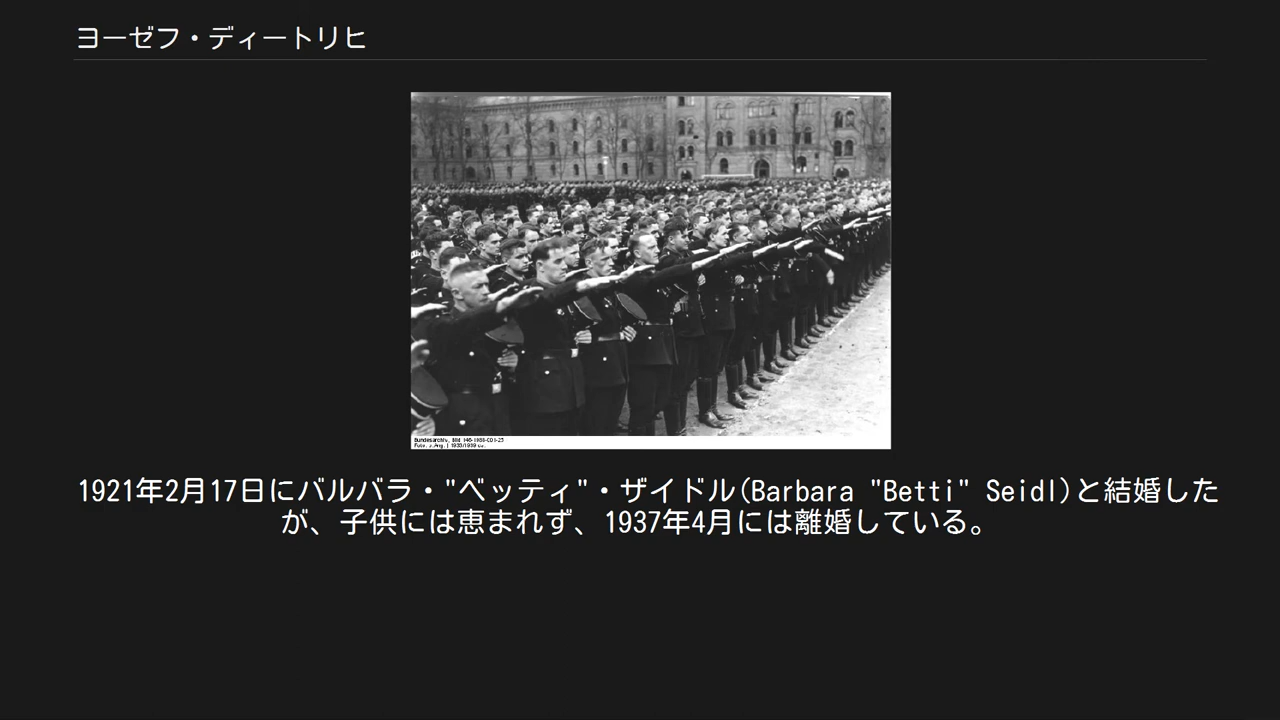 ヨーゼフ・ディートリヒ
1921年2月17日にバルバラ・"ベッティ"・ザイドル(Barbara "Betti" Seidl)と結婚した
が、子供には恵まれず、1937年4月には離婚している。